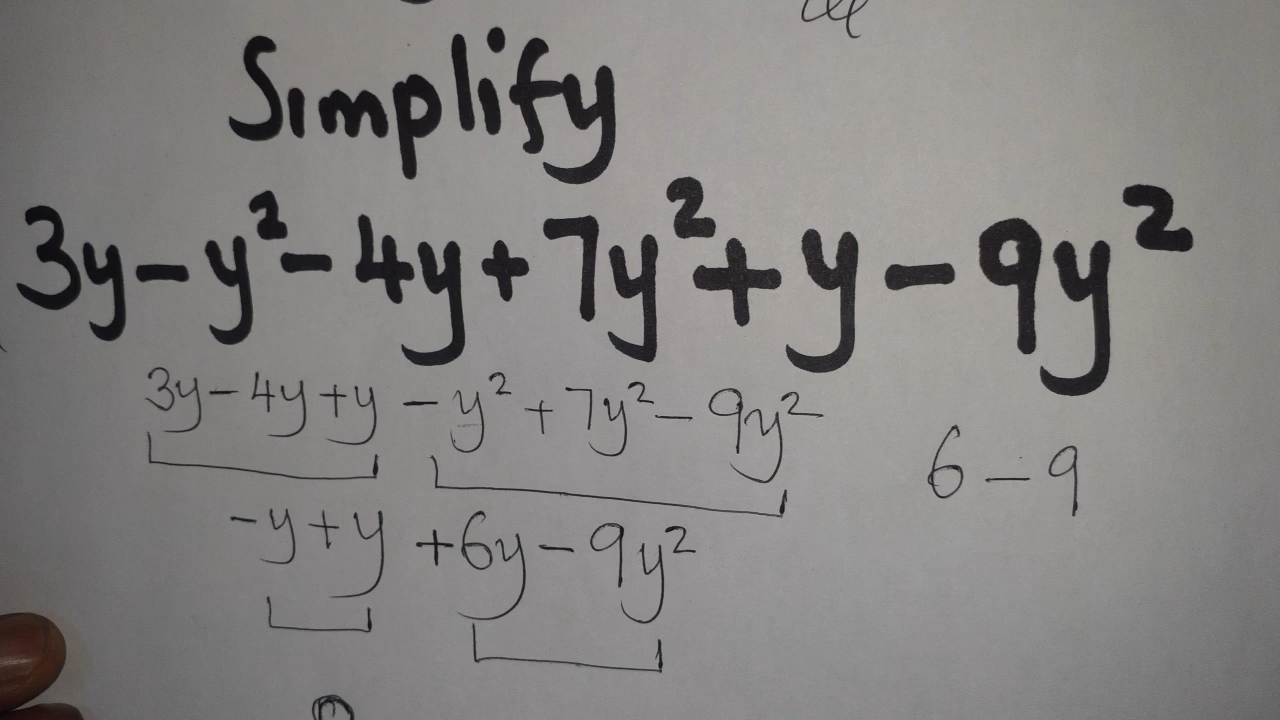 Simplify
3y - y² - 4y + 7y² + y - 9y²
3y - 4y + y - y² + 7y² - 9y²
6 - 9
-y + y + 6y - 9y²